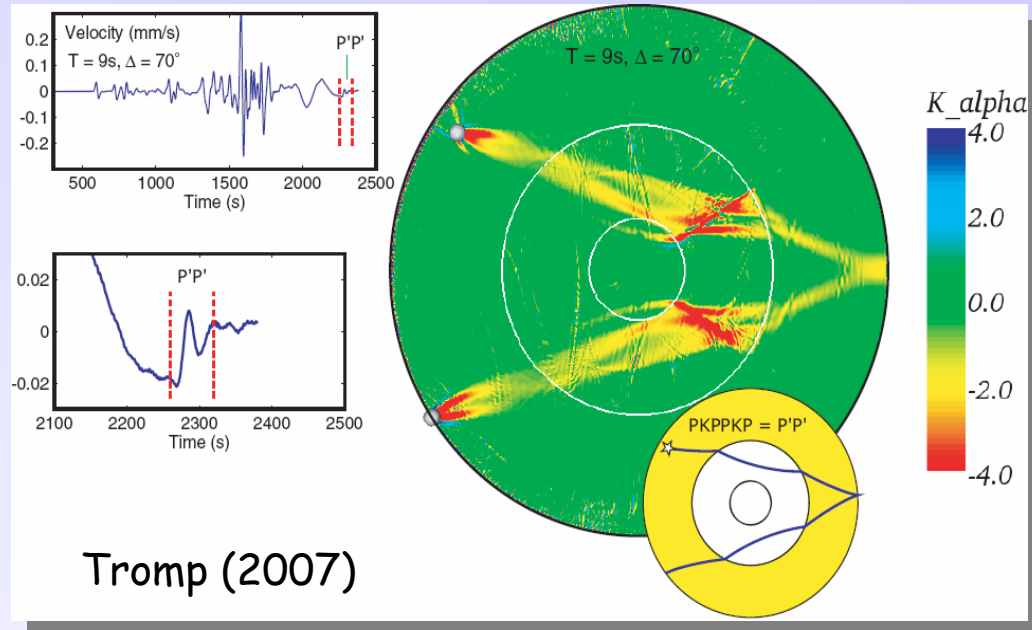 Velocity (mm/s)
T = 9s, Δ = 70°
P'P'
0.2
0.1
0
-0.1
-0.2
500 1000 1500 2000 2500
Time (s)
P'P'
0.02
0
-0.02
2100 2200 2300 2400 2500
Time (s)
T = 9s, Δ = 70°
K_alpha
4.0
2.0
0.0
-2.0
-4.0
PKPPKP = P'P'
Tromp (2007)